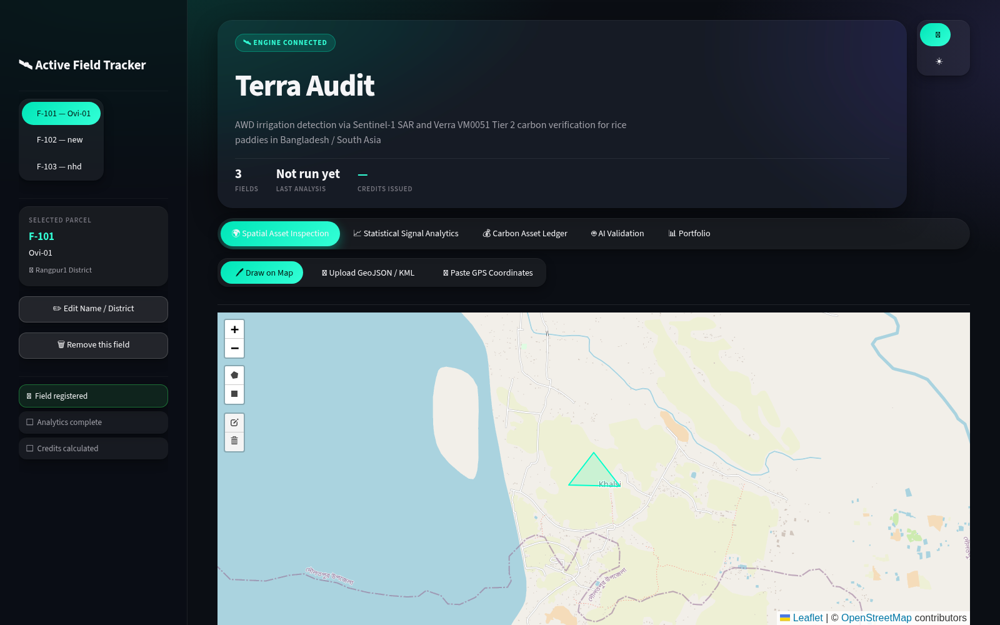 Active Field Tracker
F-101 — Ovi-01
F-102 — new
F-103 — nhd
SELECTED PARCEL
F-101
Ovi-01
Rangpur1 District
Edit Name / District
Remove this field
Field registered
Analytics complete
Credits calculated
ENGINE CONNECTED
Terra Audit
AWD irrigation detection via Sentinel-1 SAR and Verra VM0051 Tier 2 carbon verification for rice
paddies in Bangladesh / South Asia
3
FIELDS
Not run yet
LAST ANALYSIS
—
CREDITS ISSUED
Spatial Asset Inspection
Statistical Signal Analytics
Carbon Asset Ledger
AI Validation
Portfolio
Draw on Map
Upload GeoJSON / KML
Paste GPS Coordinates
+
−
Khalsi
দৌলতপুর উপজেলা
দৌলতপুর উপজেলা
Leaflet | © OpenStreetMap contributors